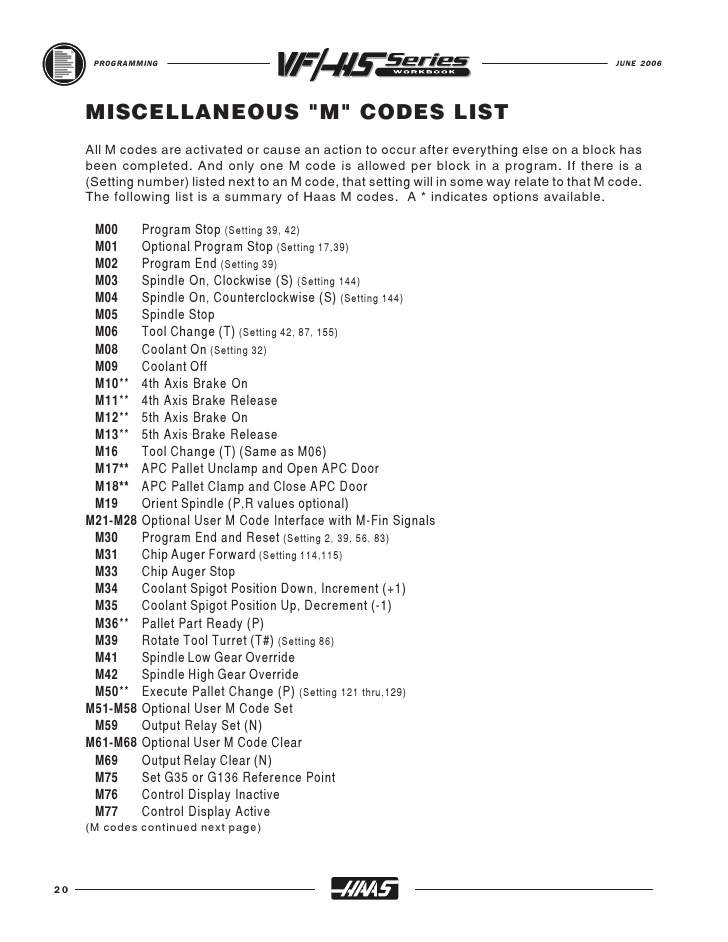 PROGRAMMING
VF/HS Series
WORKBOOK
JUNE 2006
MISCELLANEOUS "M" CODES LIST
All M codes are activated or cause an action to occur after everything else on a block has
been completed. And only one M code is allowed per block in a program. If there is a
(Setting number) listed next to an M code, that setting will in some way relate to that M code.
The following list is a summary of Haas M codes.  A * indicates options available.
M00 Program Stop (Setting 39, 42)
M01 Optional Program Stop (Setting 17,39)
M02 Program End (Setting 39)
M03 Spindle On, Clockwise (S) (Setting 144)
M04 Spindle On, Counterclockwise (S) (Setting 144)
M05 Spindle Stop
M06 Tool Change (T) (Setting 42, 87, 155)
M08 Coolant On (Setting 32)
M09 Coolant Off
M10** 4th Axis Brake On
M11** 4th Axis Brake Release
M12** 5th Axis Brake On
M13** 5th Axis Brake Release
M16 Tool Change (T) (Same as M06)
M17** APC Pallet Unclamp and Open APC Door
M18** APC Pallet Clamp and Close APC Door
M19 Orient Spindle (P,R values optional)
M21-M28 Optional User M Code Interface with M-Fin Signals
M30 Program End and Reset (Setting 2, 39, 56, 83)
M31 Chip Auger Forward (Setting 114,115)
M33 Chip Auger Stop
M34 Coolant Spigot Position Down, Increment (+1)
M35 Coolant Spigot Position Up, Decrement (-1)
M36** Pallet Part Ready (P)
M39 Rotate Tool Turret (T#) (Setting 86)
M41 Spindle Low Gear Override
M42 Spindle High Gear Override
M50** Execute Pallet Change (P) (Setting 121 thru,129)
M51-M58 Optional User M Code Set
M59 Output Relay Set (N)
M61-M68 Optional User M Code Clear
M69 Output Relay Clear (N)
M75 Set G35 or G136 Reference Point
M76 Control Display Inactive
M77 Control Display Active
(M codes continued next page)
20
HAAS